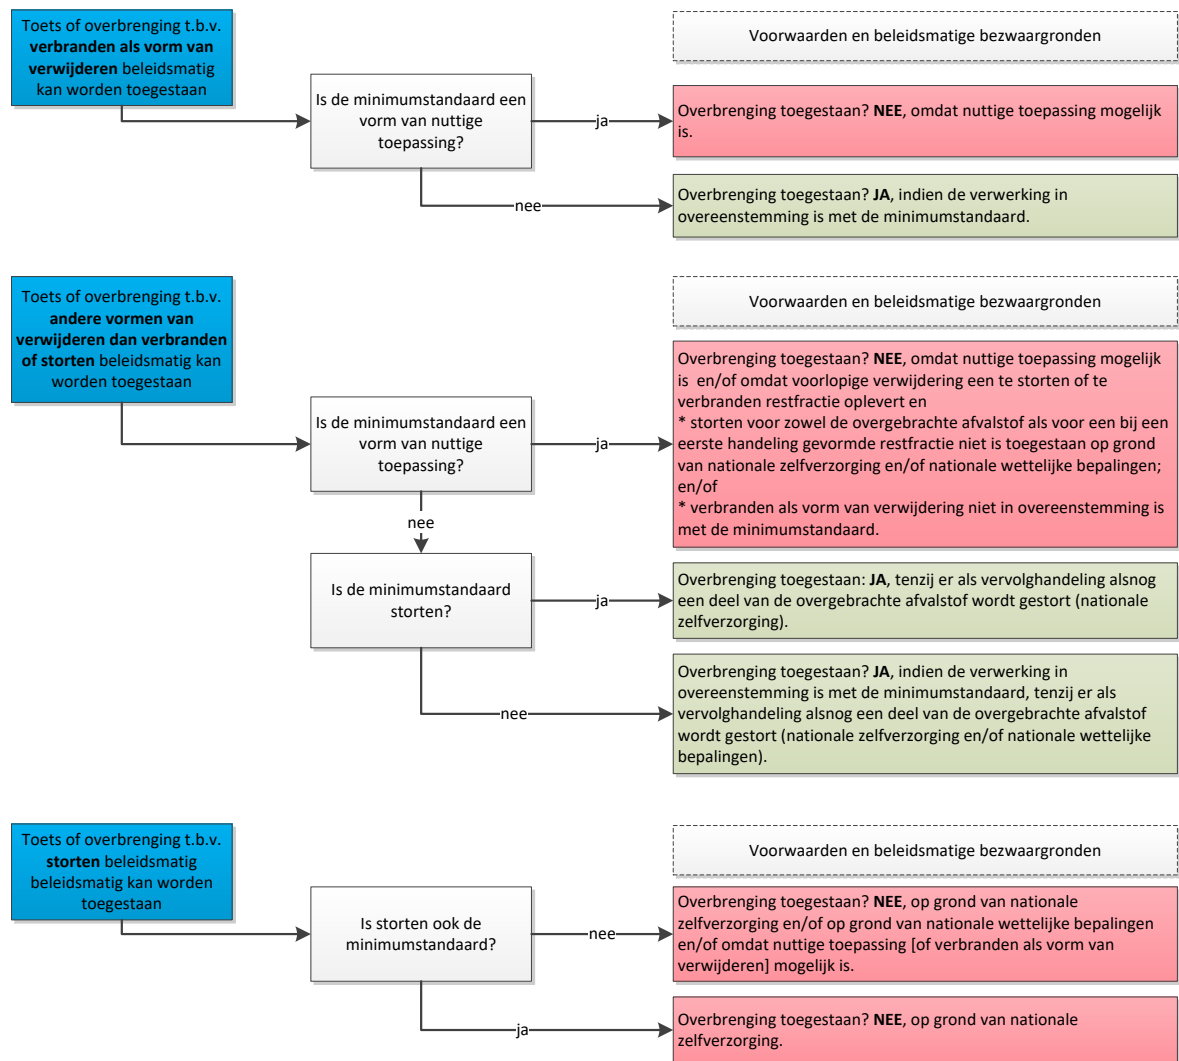 Toets of overbrenging t.b.v.
verbranden als vorm van
verwijderen beleidsmatig
kan worden toegestaan
Voorwaarden en beleidsmatige bezwaargronden
Is de minimumstandaard een
vorm van nuttige
toepassing?
ja
Overbrenging toegestaan? NEE, omdat nuttige toepassing mogelijk
is.
nee
Overbrenging toegestaan? JA, indien de verwerking in
overeenstemming is met de minimumstandaard.
Toets of overbrenging t.b.v.
andere vormen van
verwijderen dan verbranden
of storten beleidsmatig kan
worden toegestaan
Voorwaarden en beleidsmatige bezwaargronden
Is de minimumstandaard een
vorm van nuttige
toepassing?
ja
Overbrenging toegestaan? NEE, omdat nuttige toepassing mogelijk
is en/of omdat voorlopige verwijdering een te storten of te
verbranden restfractie oplevert en
* storten voor zowel de overgebrachte afvalstof als voor een bij een
eerste handeling gevormde restfractie niet is toegestaan op grond
van nationale zelfverzorging en/of nationale wettelijke bepalingen;
en/of
* verbranden als vorm van verwijdering niet in overeenstemming is
met de minimumstandaard.
nee
Is de minimumstandaard
storten?
ja
Overbrenging toegestaan: JA, tenzij er als vervolghandeling alsnog
een deel van de overgebrachte afvalstof wordt gestort (nationale
zelfverzorging).
nee
Overbrenging toegestaan? JA, indien de verwerking in
overeenstemming is met de minimumstandaard, tenzij er als
vervolghandeling alsnog een deel van de overgebrachte afvalstof
wordt gestort (nationale zelfverzorging en/of nationale wettelijke
bepalingen).
Toets of overbrenging t.b.v.
storten beleidsmatig
beleidsmatig kan worden
toegestaan
Voorwaarden en beleidsmatige bezwaargronden
Is storten ook de
minimumstandaard?
nee
Overbrenging toegestaan? NEE, op grond van nationale
zelfverzorging en/of op grond van nationale wettelijke bepalingen
en/of omdat nuttige toepassing [of verbranden als vorm van
verwijderen] mogelijk is.
ja
Overbrenging toegestaan? NEE, op grond van nationale
zelfverzorging.